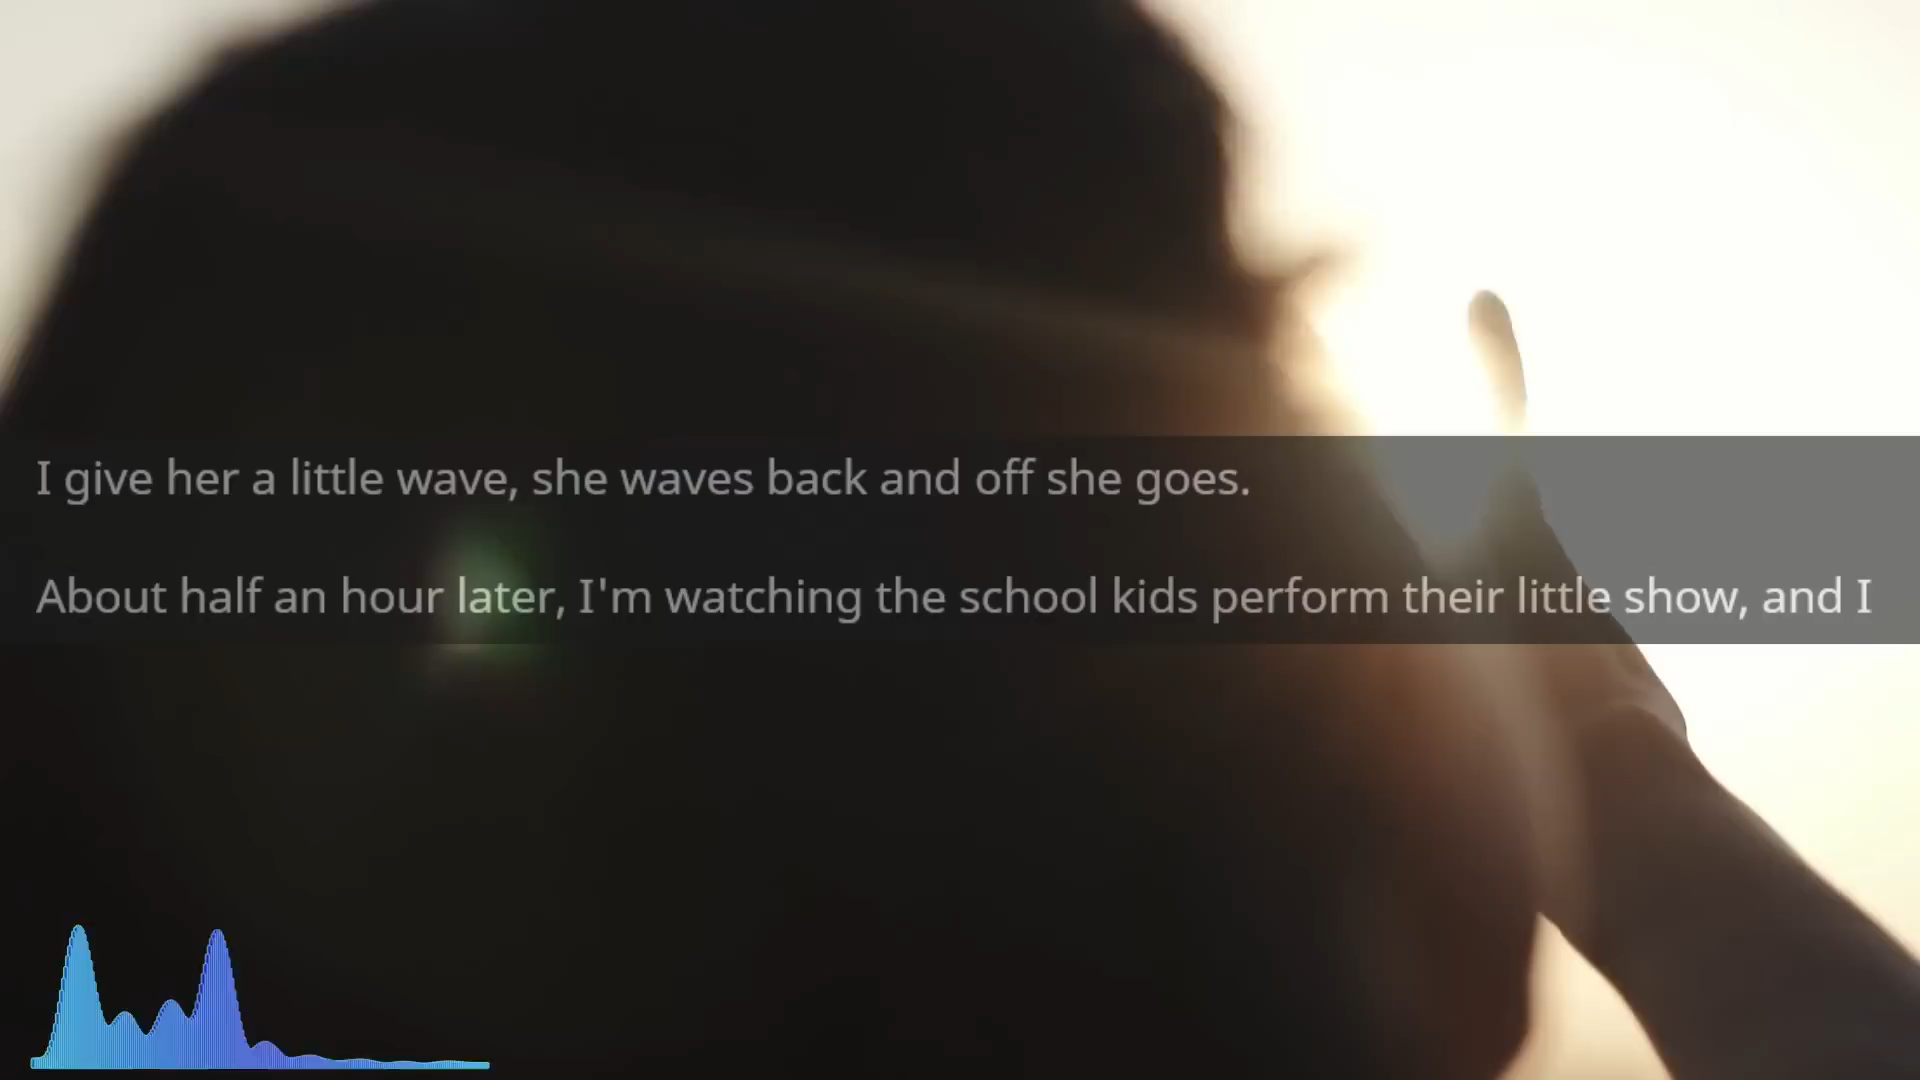 I give her a little wave, she waves back and off she goes.
About half an hour later, I'm watching the school kids perform their little show, and I